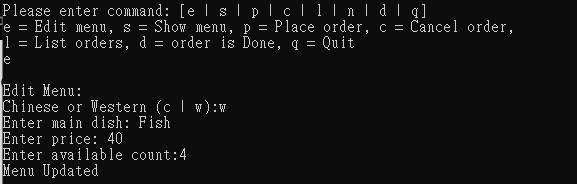 Please enter command: [e | s | p | c | l | n | d | q]
e = Edit menu, s = Show menu, p = Place order, c = Cancel order,
l = List orders, d = order is Done, q = Quit
e
Edit Menu:
Chinese or Western (c | w):w
Enter main dish: Fish
Enter price: 40
Enter available count:4
Menu Updated